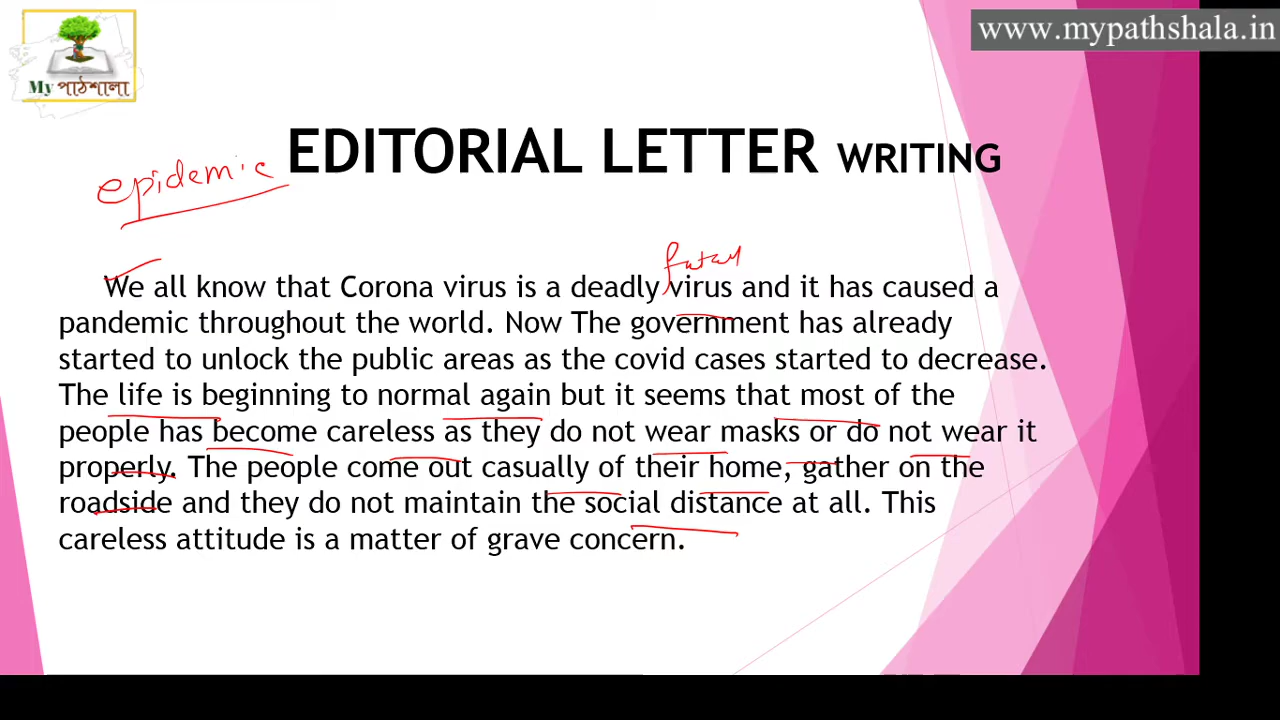 www.mypathshala.in
My পাঠশালা
EDITORIAL LETTER WRITING
epidemic
fatal
We all know that Corona virus is a deadly virus and it has caused a
pandemic throughout the world. Now The government has already
started to unlock the public areas as the covid cases started to decrease.
The life is beginning to normal again but it seems that most of the
people has become careless as they do not wear masks or do not wear it
properly. The people come out casually of their home, gather on the
roadside and they do not maintain the social distance at all. This
careless attitude is a matter of grave concern.